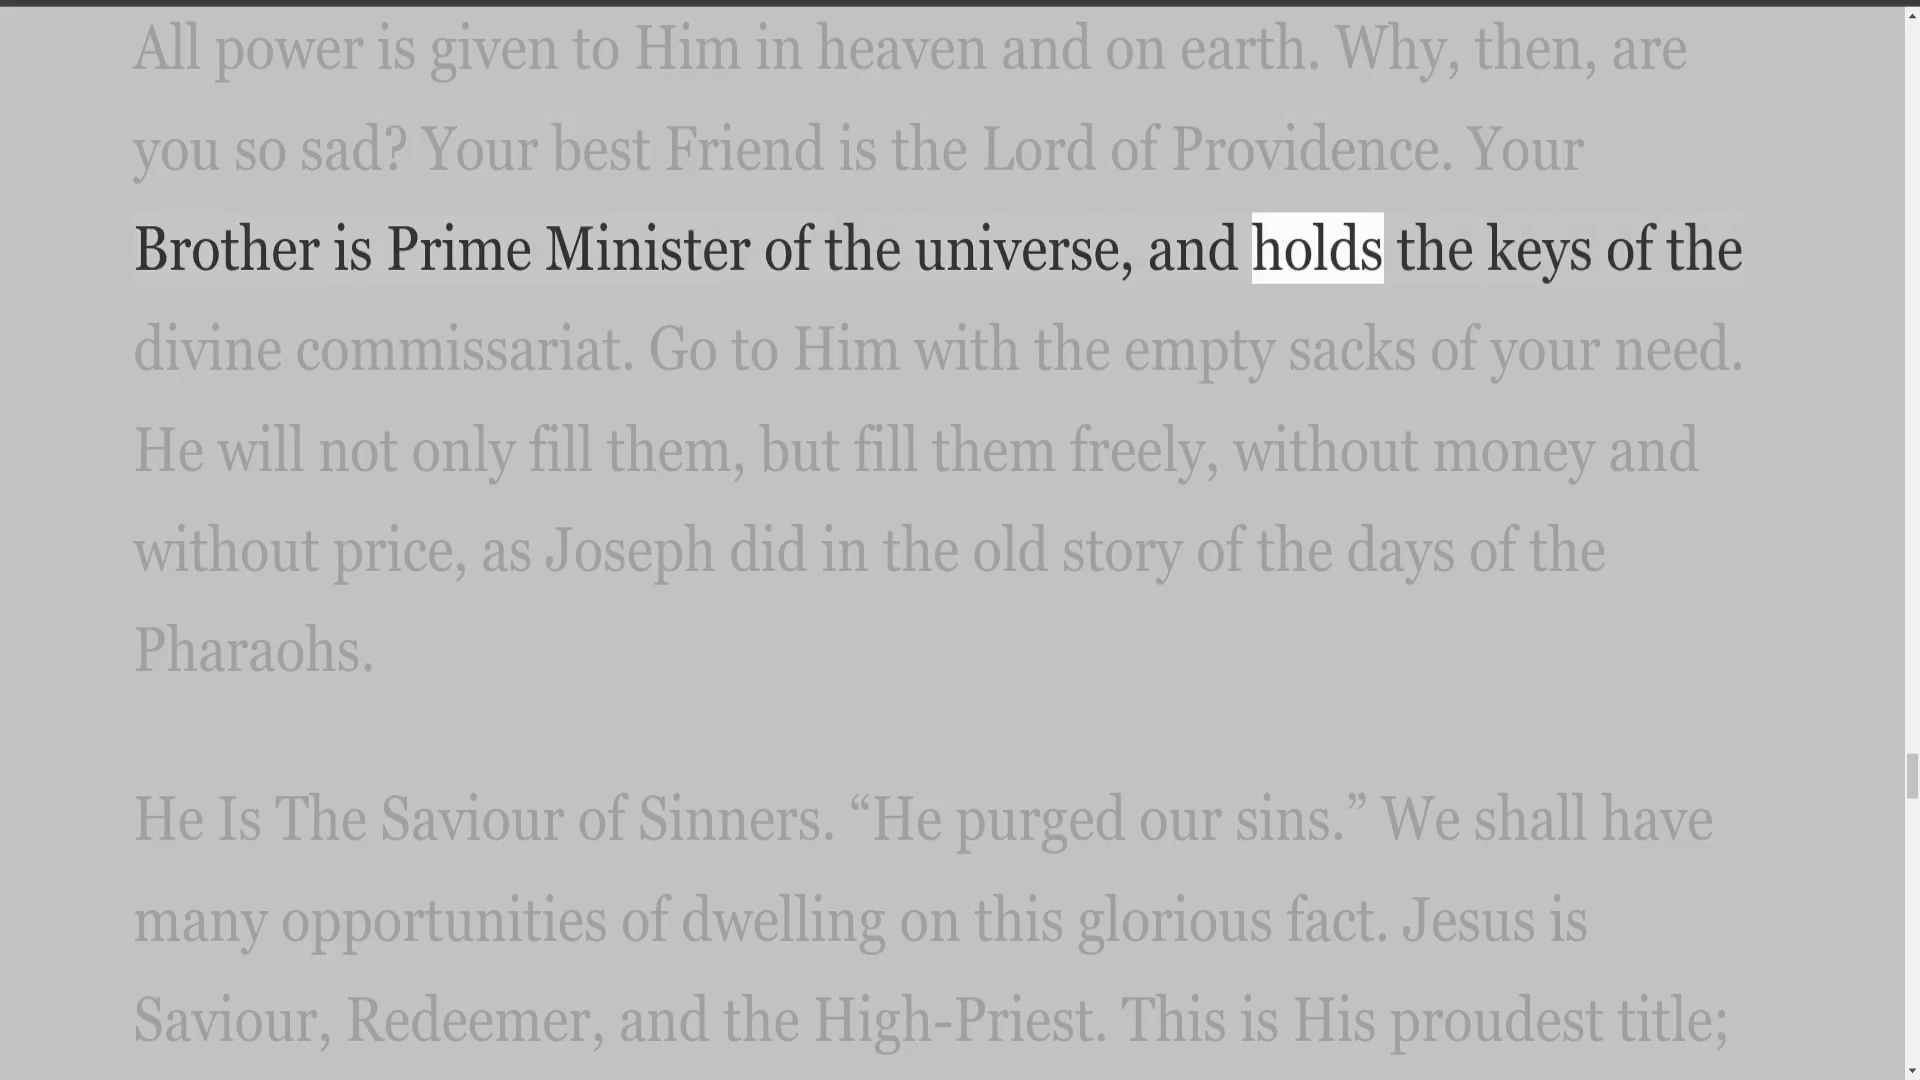 All power is given to Him in heaven and on earth. Why, then, are
you so sad? Your best Friend is the Lord of Providence. Your
Brother is Prime Minister of the universe, and holds the keys of the
divine commissariat. Go to Him with the empty sacks of your need.
He will not only fill them, but fill them freely, without money and
without price, as Joseph did in the old story of the days of the
Pharaohs.
He Is The Saviour of Sinners. “He purged our sins.” We shall have
many opportunities of dwelling on this glorious fact. Jesus is
Saviour, Redeemer, and the High-Priest. This is His proudest title;